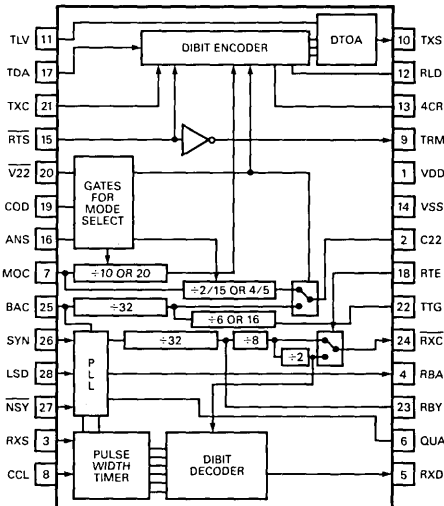 TLV 11 DTOA 10 TXS
DIBIT ENCODER
TDA 17 12 RLD
TXC 21 13 4CR
RTS 15 9 TRM
V22 20 GATES FOR MODE SELECT 1 VDD
COD 19 14 VSS
ANS 16 2 C22
MOC 7 ÷10 OR 20 18 RTE
÷2/15 OR 4/5
BAC 25 ÷32 22 TTG
÷6 OR 16
SYN 26 PLL ÷32 ÷8 24 RXC
÷2
LSD 28 4 RBA
NSY 27 23 RBY
RXS 3 PULSE WIDTH TIMER DIBIT DECODER 6 QUA
CCL 8 5 RXD